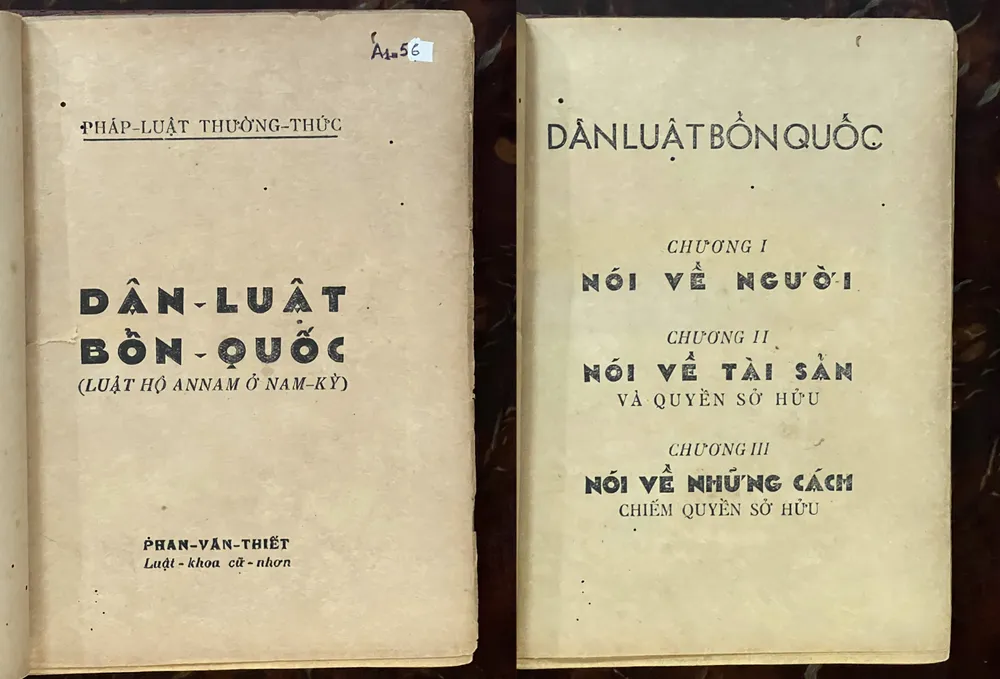 A1-56
PHÁP-LUẬT THƯỜNG-THỨC
DÂN-LUẬT
BỔN-QUỐC
(LUẬT HỘ ANNAM Ở NAM-KỲ)
PHAN-VĂN-THIẾT
Luật-khoa cử-nhơn
DÂN LUẬT BỔN QUỐC
CHƯƠNG I
NÓI VỀ NGƯỜI
CHƯƠNG II
NÓI VỀ TÀI SẢN
VÀ QUYỀN SỞ HỮU
CHƯƠNG III
NÓI VỀ NHỮNG CÁCH
CHIẾM QUYỀN SỞ HỮU